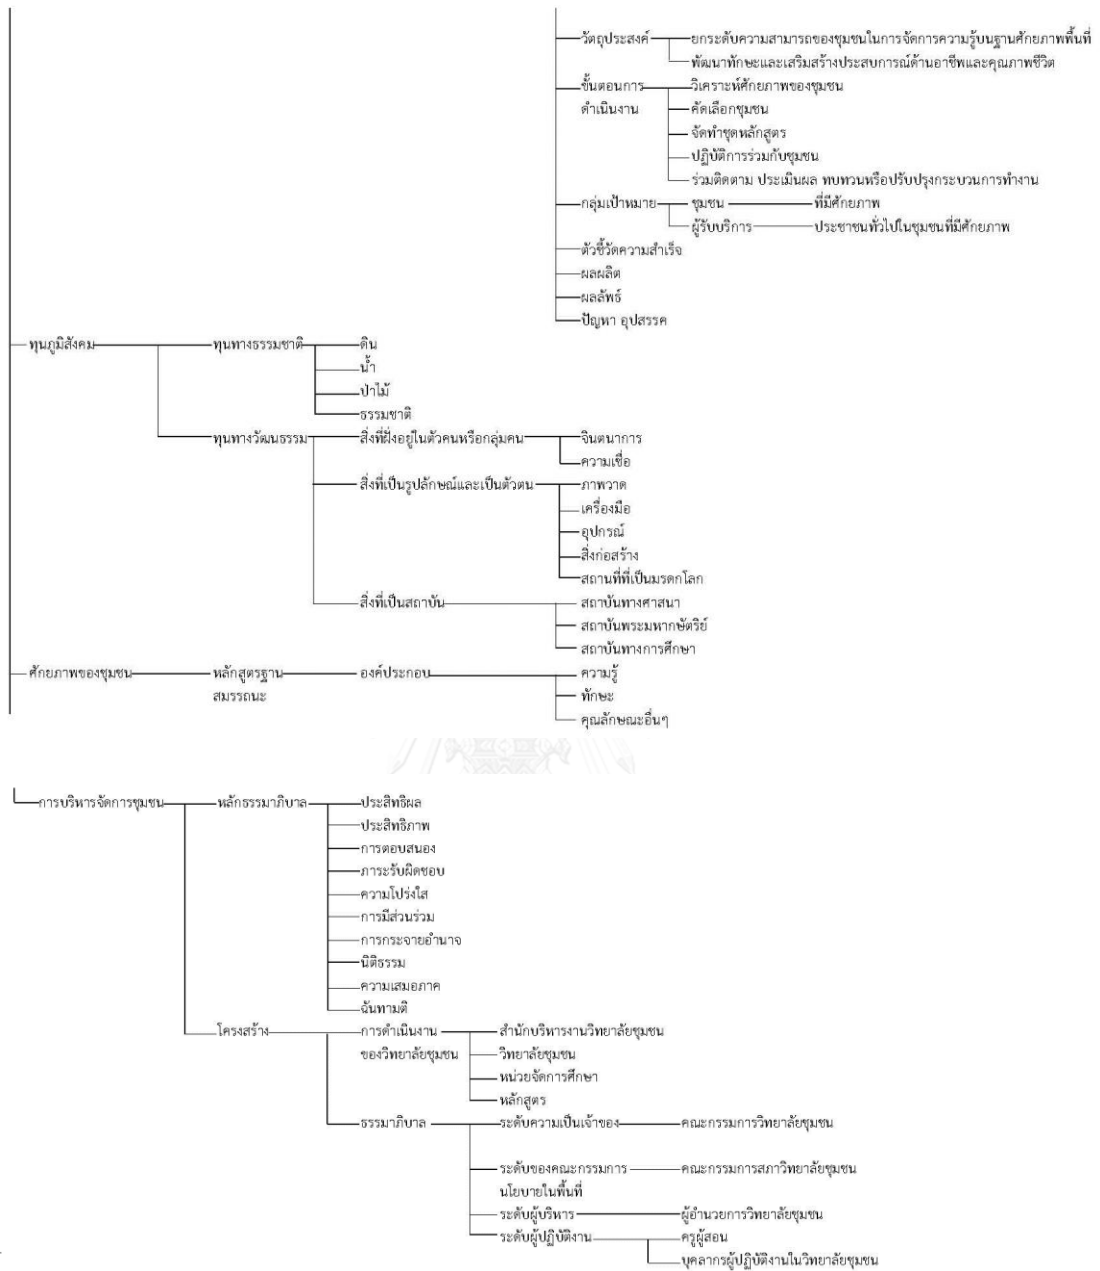 วัตถุประสงค์ ยกระดับความสามารถของชุมชนในการจัดการความรู้บนฐานศักยภาพพื้นที่
พัฒนาทักษะและเสริมสร้างประสบการณ์ด้านอาชีพและคุณภาพชีวิต
ขั้นตอนการ วิเคราะห์ศักยภาพของชุมชน
ดำเนินงาน คัดเลือกชุมชน
จัดทำชุดหลักสูตร
ปฏิบัติการร่วมกับชุมชน
ร่วมติดตาม ประเมินผล ทบทวนหรือปรับปรุงกระบวนการทำงาน
กลุ่มเป้าหมาย ชุมชน ที่มีศักยภาพ
ผู้รับบริการ ประชาชนทั่วไปในชุมชนที่มีศักยภาพ
ตัวชี้วัดความสำเร็จ
ผลผลิต
ผลลัพธ์
ปัญหา อุปสรรค
ทุนภูมิสังคม ทุนทางธรรมชาติ ดิน
น้ำ
ป่าไม้
ธรรมชาติ
ทุนทางวัฒนธรรม สิ่งที่ฝังอยู่ในตัวคนหรือกลุ่มคน จินตนาการ
ความเชื่อ
สิ่งที่เป็นรูปลักษณ์และเป็นตัวตน ภาพวาด
เครื่องมือ
อุปกรณ์
สิ่งก่อสร้าง
สถานที่ที่เป็นมรดกโลก
สิ่งที่เป็นสถาบัน สถาบันทางศาสนา
สถาบันพระมหากษัตริย์
สถาบันทางการศึกษา
ศักยภาพของชุมชน หลักสูตรฐาน องค์ประกอบ ความรู้
สมรรถนะ ทักษะ
คุณลักษณะอื่นๆ
การบริหารจัดการชุมชน หลักธรรมาภิบาล ประสิทธิผล
ประสิทธิภาพ
การตอบสนอง
ภาระรับผิดชอบ
ความโปร่งใส
การมีส่วนร่วม
การกระจายอำนาจ
นิติธรรม
ความเสมอภาค
ฉันทามติ
โครงสร้าง การดำเนินงาน สำนักบริหารงานวิทยาลัยชุมชน
ของวิทยาลัยชุมชน วิทยาลัยชุมชน
หน่วยจัดการศึกษา
หลักสูตร
ธรรมาภิบาล ระดับความเป็นเจ้าของ คณะกรรมการวิทยาลัยชุมชน
ระดับของคณะกรรมการ คณะกรรมการสภาวิทยาลัยชุมชน
นโยบายในพื้นที่
ระดับผู้บริหาร ผู้อำนวยการวิทยาลัยชุมชน
ระดับผู้ปฏิบัติงาน ครูผู้สอน
บุคลากรผู้ปฏิบัติงานในวิทยาลัยชุมชน